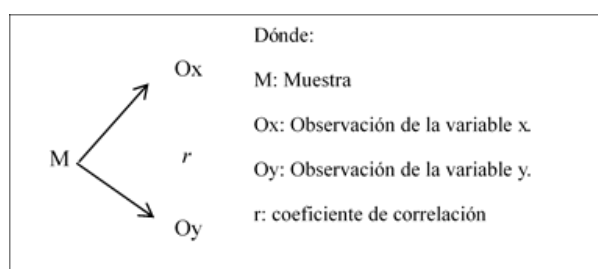 Dónde:
Ox
M: Muestra
Ox: Observación de la variable x.
M
r
Oy: Observación de la variable y.
Oy
r: coeficiente de correlación